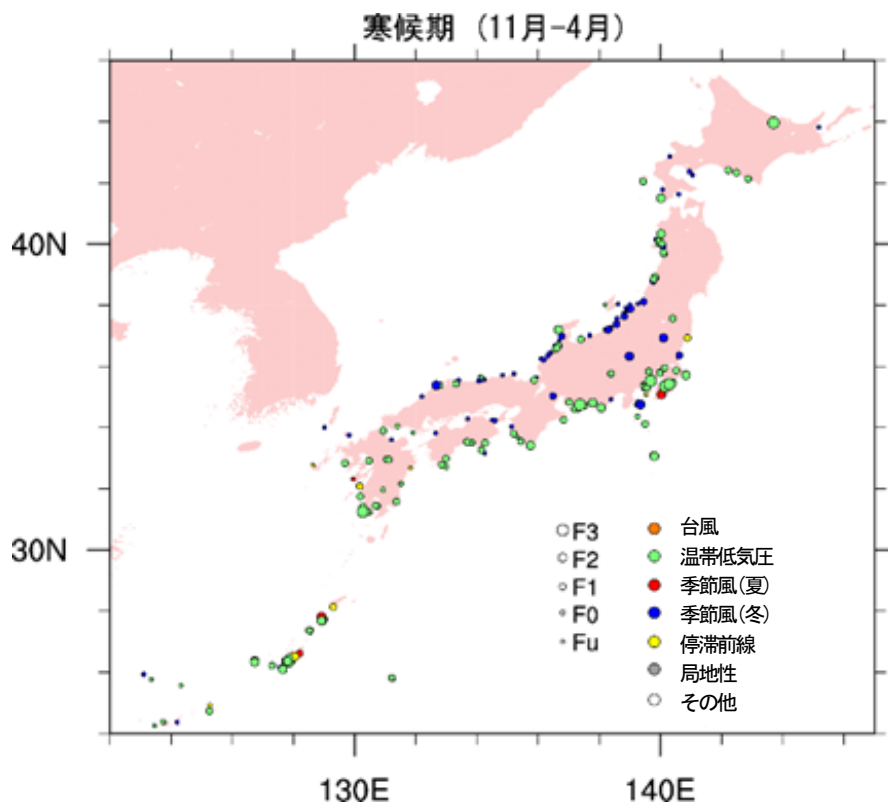 寒候期 (11月-4月)
40N
30N
130E
140E
F3
F2
F1
F0
Fu
台風
温帯低気圧
季節風(夏)
季節風(冬)
停滞前線
局地性
その他